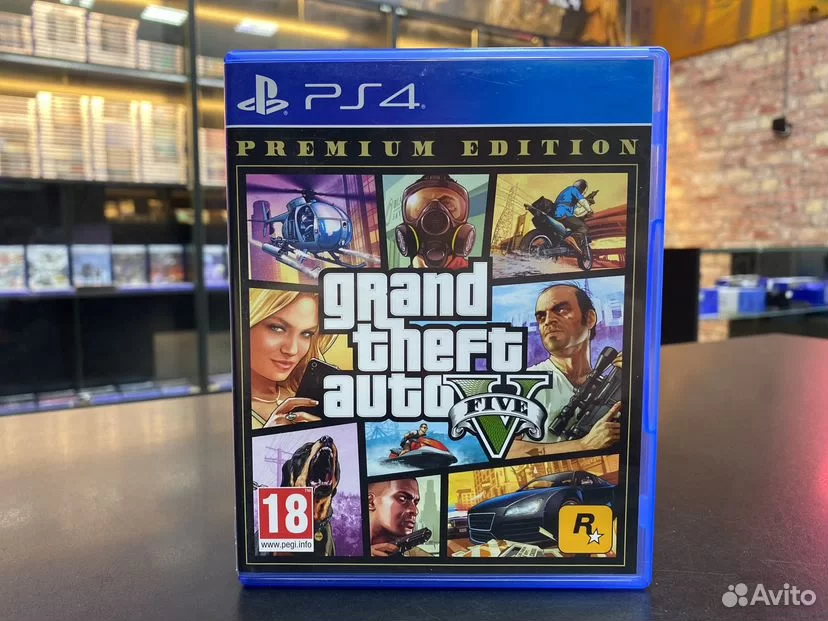 PS4
PREMIUM EDITION
grand
theft
auto V
FIVE
18
www.pegi.info
R
Avito